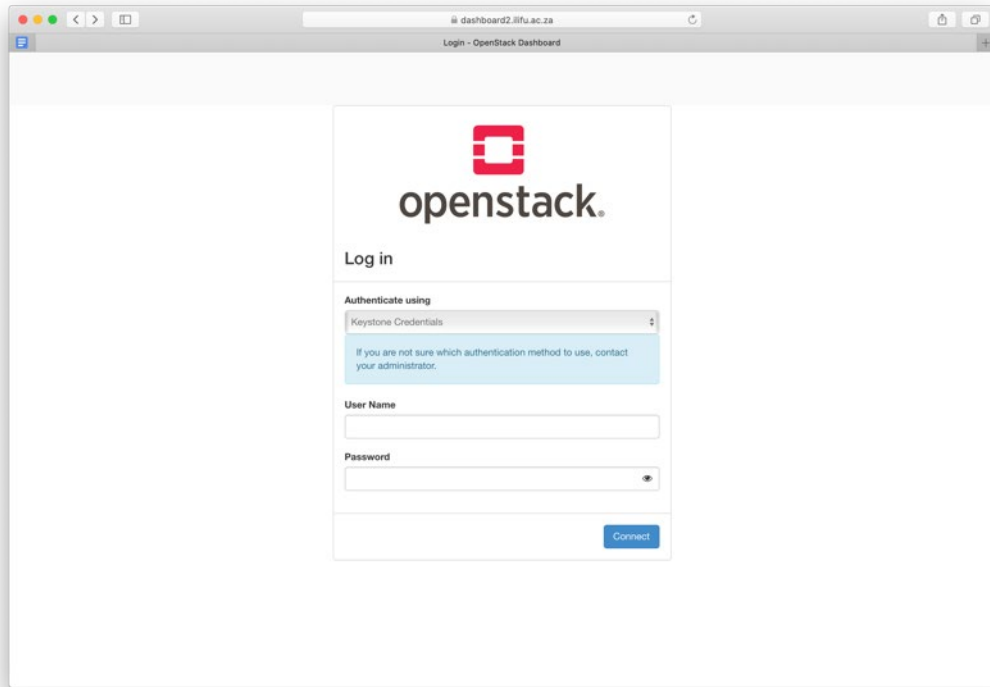 dashboard2.ilifu.ac.za
Login - OpenStack Dashboard
openstack.
Log in
Authenticate using
Keystone Credentials
If you are not sure which authentication method to use, contact
your administrator.
User Name
Password
Connect